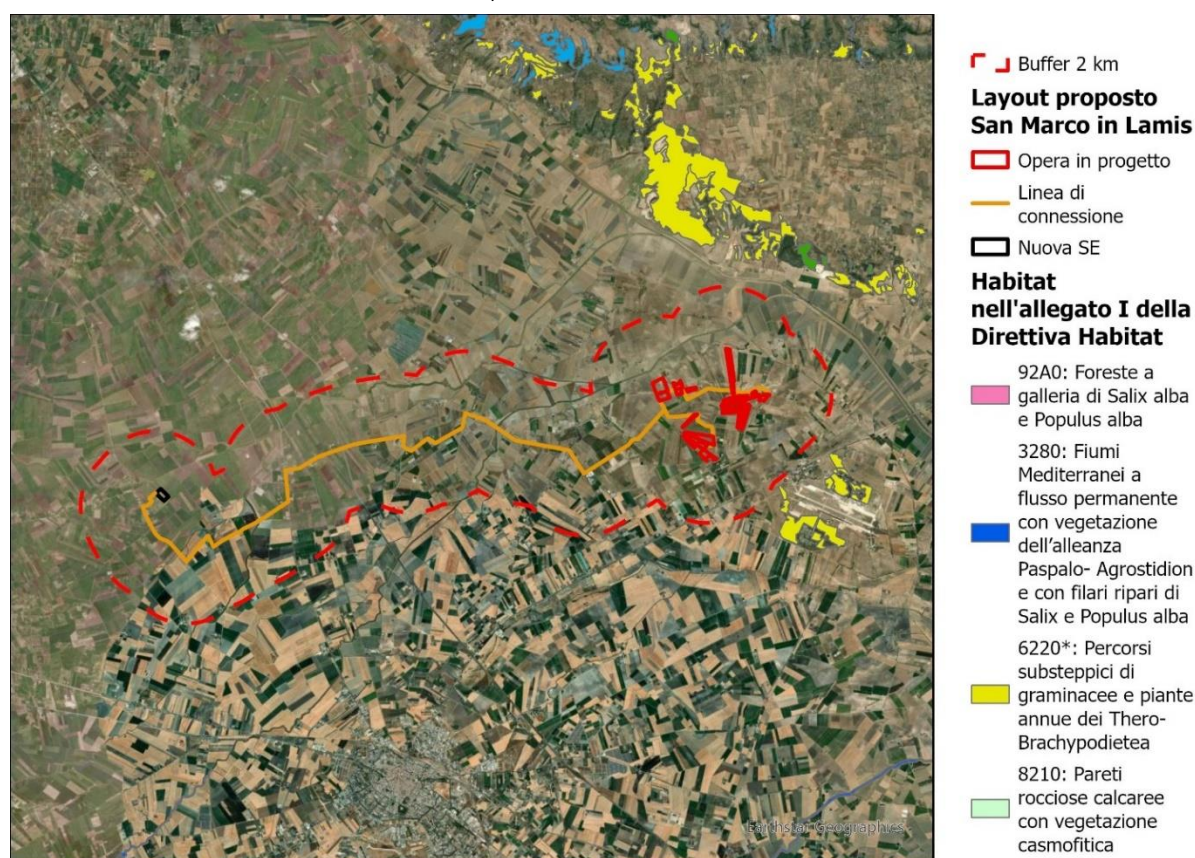 Buffer 2 km
Layout proposto
San Marco in Lamis
Opera in progetto
Linea di
connessione
Nuova SE
Habitat
nell'allegato I della
Direttiva Habitat
92A0: Foreste a
galleria di Salix alba
e Populus alba
3280: Fiumi
Mediterranei a
flusso permanente
con vegetazione
dell'alleanza
Paspalo- Agrostidion
e con filari ripari di
Salix e Populus alba
6220*: Percorsi
substeppici di
graminacee e piante
annue dei Thero-
Brachypodietea
8210: Pareti
rocciose calcaree
con vegetazione
casmofitica
Earthstar Geographics